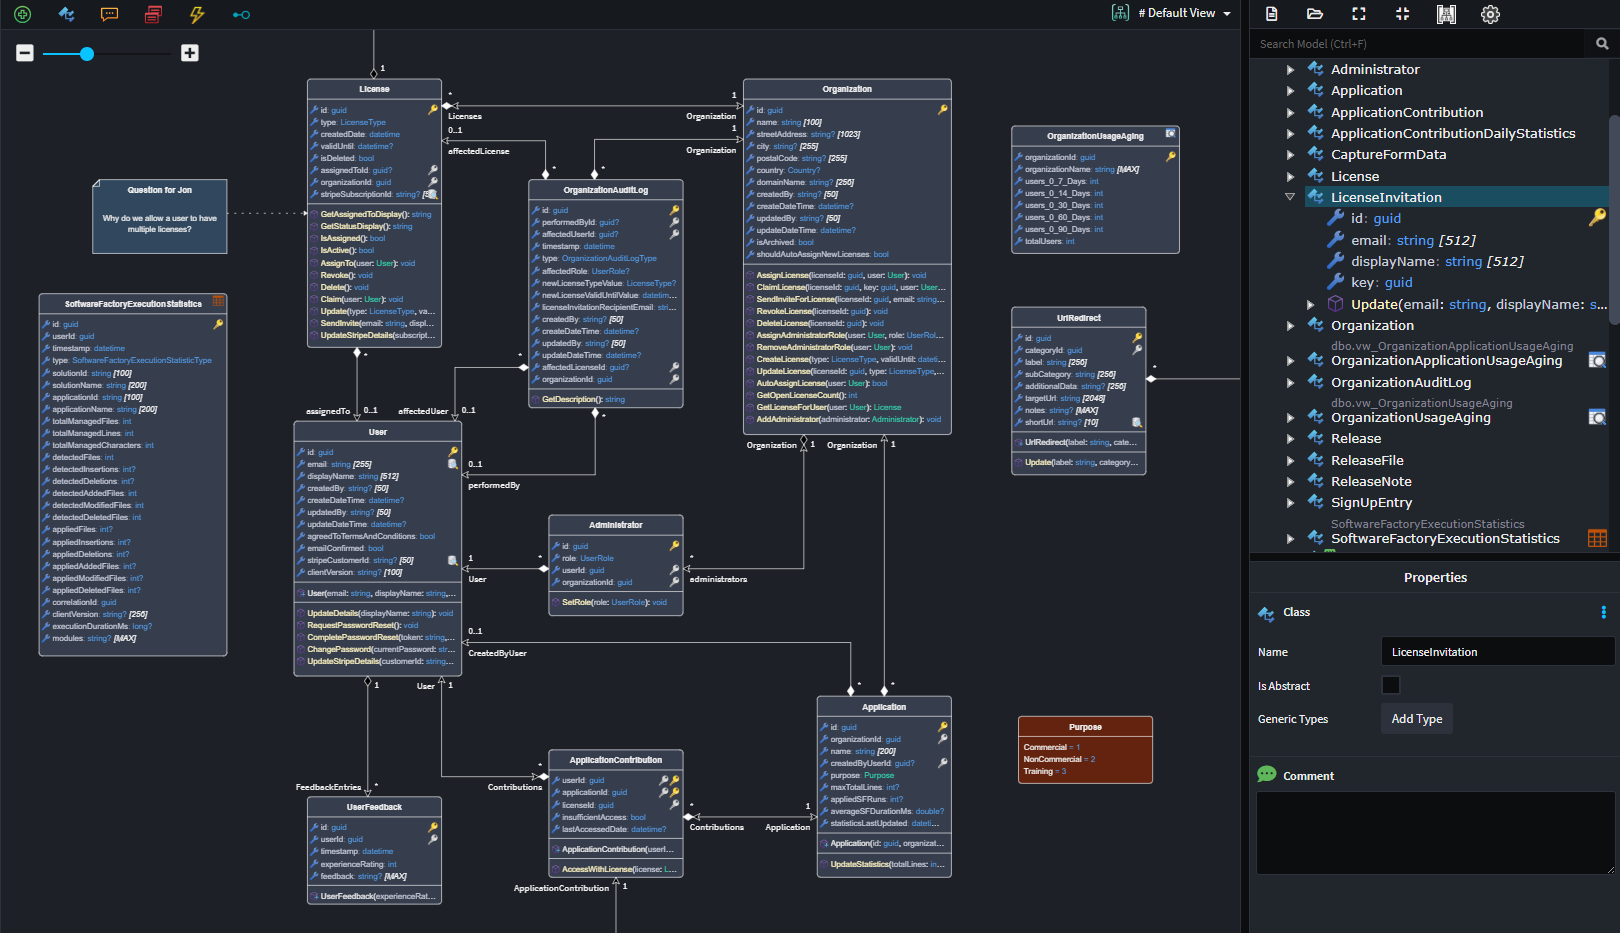 # Default View
1
License
id: guid
type: LicenseType
createdDate: datetime
validUntil: datetime?
isDeleted: bool
assignedToId: guid?
organizationId: guid
stripeSubscriptionId: string?
GetAssignedToDisplay(): string
GetStatusDisplay(): string
IsAssigned(): bool
IsActive(): bool
AssignTo(user: User): void
Revoke(): void
Delete(): void
Claim(user: User): void
Update(type: LicenseType, va...
SendInvite(email: string, displ...
UpdateStripeDetails(subscript...
*
Licenses
1
Organization
0..1
affectedLicense
1
Organization
*
*
Question for Jon
Why do we allow a user to have
multiple licenses?
SoftwareFactoryExecutionStatistics
id: guid
userId: guid
timestamp: datetime
type: SoftwareFactoryExecutionStatisticType
solutionId: string [100]
solutionName: string [200]
applicationId: string [100]
applicationName: string [200]
totalManagedFiles: int
totalManagedLines: int
totalManagedCharacters: int
detectedFiles: int
detectedInsertions: int?
detectedDeletions: int?
detectedAddedFiles: int
detectedModifiedFiles: int
detectedDeletedFiles: int
appliedFiles: int?
appliedInsertions: int?
appliedDeletions: int?
appliedAddedFiles: int?
appliedModifiedFiles: int?
appliedDeletedFiles: int?
correlationId: guid
clientVersion: string? [256]
executionDurationMs: long?
modules: string? [MAX]
OrganizationAuditLog
id: guid
performedById: guid?
affectedUserId: guid?
timestamp: datetime
type: OrganizationAuditLogType
affectedRole: UserRole?
newLicenseTypeValue: LicenseType?
newLicenseValidUntilValue: datetim...
licenseInvitationRecipientEmail: stri...
createdBy: string? [50]
createDateTime: datetime?
updatedBy: string? [50]
updateDateTime: datetime?
affectedLicenseId: guid?
organizationId: guid
GetDescription(): string
Organization
id: guid
name: string [100]
streetAddress: string? [1023]
city: string? [255]
postalCode: string? [255]
country: Country?
domainName: string? [250]
createdBy: string? [50]
createDateTime: datetime?
updatedBy: string? [50]
updateDateTime: datetime?
isArchived: bool
shouldAutoAssignNewLicenses: bool
AssignLicense(licenseId: guid, user: User): void
ClaimLicense(licenseId: guid, key: guid, user: User...
SendInviteForLicense(licenseId: guid, email: string...
RevokeLicense(licenseId: guid): void
DeleteLicense(licenseId: guid): void
AssignAdministratorRole(user: User, role: UserRol...
RemoveAdministratorRole(user: User): void
CreateLicense(type: LicenseType, validUntil: dateti...
UpdateLicense(licenseId: guid, type: LicenseType,...
AutoAssignLicense(user: User): bool
GetOpenLicenseCount(): int
GetLicenseForUser(user: User): License
AddAdministrator(administrator: Administrator): void
OrganizationUsageAging
organizationId: guid
organizationName: string [MAX]
users_0_7_Days: int
users_0_14_Days: int
users_0_30_Days: int
users_0_60_Days: int
users_0_90_Days: int
totalUsers: int
UrlRedirect
id: guid
categoryId: guid
label: string [256]
subCategory: string [256]
additionalData: string? [256]
targetUrl: string [2048]
notes: string? [MAX]
shortUrl: string? [10]
UrlRedirect(label: string, cate...
Update(label: string, category...
*
*
assignedTo
0..1
*
affectedUser
0..1
*
User
id: guid
email: string [255]
displayName: string [512]
createdBy: string? [50]
createDateTime: datetime?
updatedBy: string? [50]
updateDateTime: datetime?
agreedToTermsAndConditions: bool
emailConfirmed: bool
stripeCustomerId: string? [50]
clientVersion: string? [100]
User(email: string, displayName: string,...
UpdateDetails(displayName: string): void
RequestPasswordReset(): void
CompletePasswordReset(token: string,...
ChangePassword(currentPassword: str...
UpdateStripeDetails(customerId: string...
0..1
performedBy
Organization
1
Organization
1
Administrator
id: guid
role: UserRole
userId: guid
organizationId: guid
SetRole(role: UserRole): void
1
User
*
*
administrators
0..1
CreatedByUser
*
*
1
User
1
FeedbackEntries
*
UserFeedback
id: guid
userId: guid
timestamp: datetime
experienceRating: int
feedback: string? [MAX]
UserFeedback(experienceRat...
*
Contributions
ApplicationContribution
userId: guid
applicationId: guid
licenseId: guid
insufficientAccess: bool
lastAccessedDate: datetime?
ApplicationContribution(userI...
AccessWithLicense(license: L...
ApplicationContribution
1
*
Contributions
1
Application
Application
id: guid
organizationId: guid
name: string [200]
createdByUserId: guid?
purpose: Purpose
maxTotalLines: int?
appliedSFRuns: int?
averageSFDurationMs: double?
statisticsLastUpdated: dateti...
Application(id: guid, organizat...
UpdateStatistics(totalLines: in...
Purpose
Commercial = 1
NonCommercial = 2
Training = 3
Search Model (Ctrl+F)
Administrator
Application
ApplicationContribution
ApplicationContributionDailyStatistics
CaptureFormData
License
LicenseInvitation
id: guid
email: string [512]
displayName: string [512]
key: guid
Update(email: string, displayName: s...
Organization
dbo.vw_OrganizationApplicationUsageAging
OrganizationApplicationUsageAging
OrganizationAuditLog
dbo.vw_OrganizationUsageAging
OrganizationUsageAging
Release
ReleaseFile
ReleaseNote
SignUpEntry
SoftwareFactoryExecutionStatistics
SoftwareFactoryExecutionStatistics
Properties
Class
Name
LicenseInvitation
Is Abstract
Generic Types
Add Type
Comment